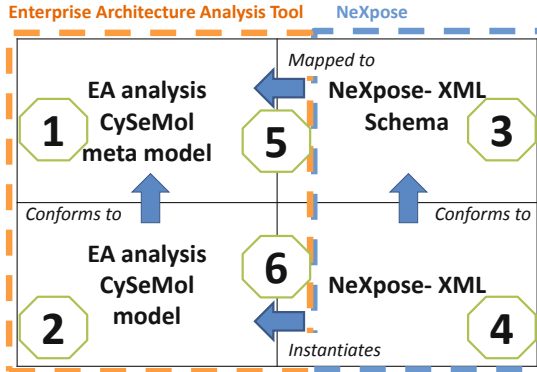 Enterprise Architecture Analysis Tool NeXpose
Mapped to
EA analysis
CySeMol
meta model
NeXpose- XML
Schema
1
5
3
Conforms to
Conforms to
EA analysis
CySeMol
model
6
NeXpose- XML
2
4
Instantiates